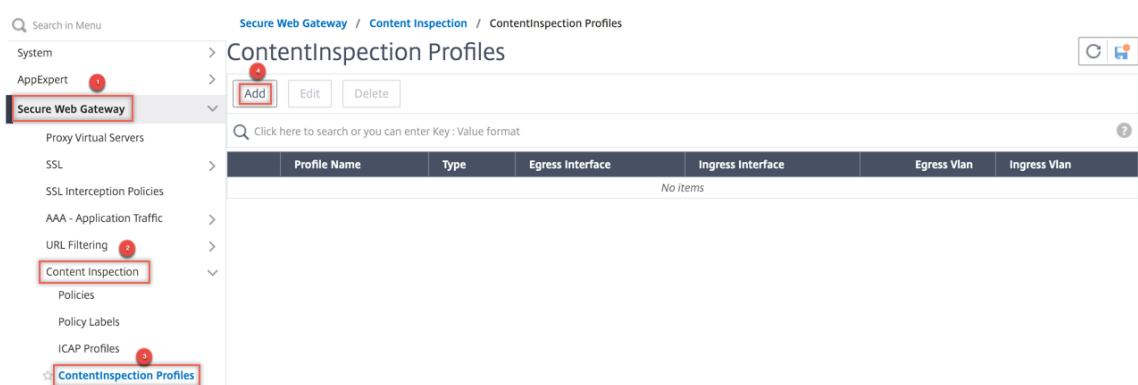 Search in Menu
System
AppExpert
1
Secure Web Gateway
Proxy Virtual Servers
SSL
SSL Interception Policies
AAA - Application Traffic
URL Filtering
2
Content Inspection
Policies
Policy Labels
ICAP Profiles
3
ContentInspection Profiles
Secure Web Gateway / Content Inspection / ContentInspection Profiles
ContentInspection Profiles
4
Add Edit Delete
Click here to search or you can enter Key : Value format
?
Profile Name Type Egress Interface Ingress Interface Egress Vlan Ingress Vlan
No items